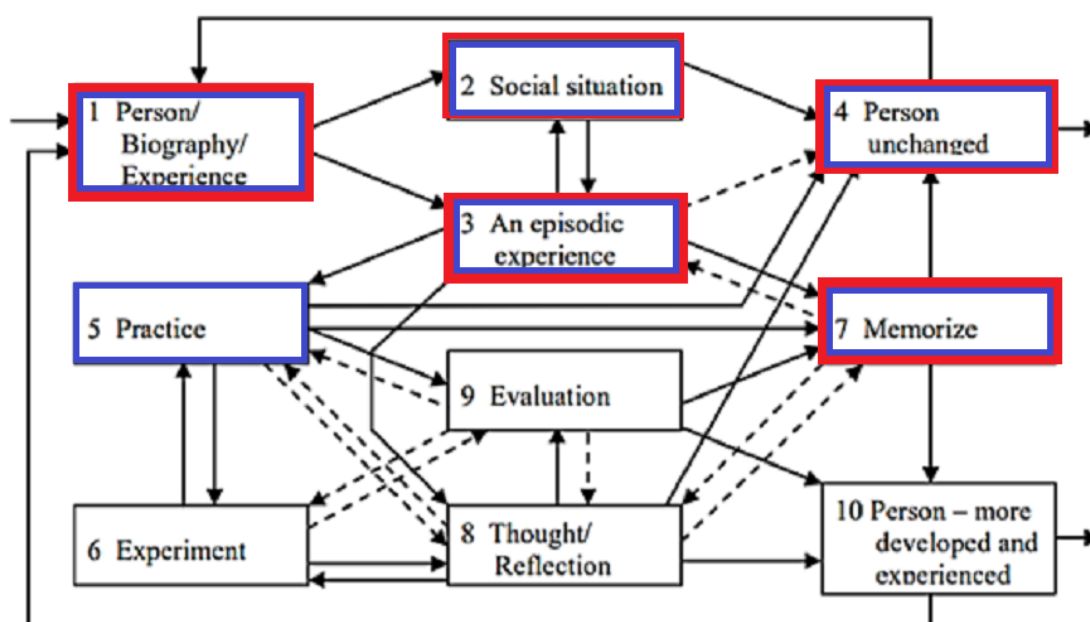 1 Person/
Biography/
Experience
2 Social situation
3 An episodic
experience
4 Person
unchanged
5 Practice
6 Experiment
7 Memorize
8 Thought/
Reflection
9 Evaluation
10 Person – more
developed and
experienced